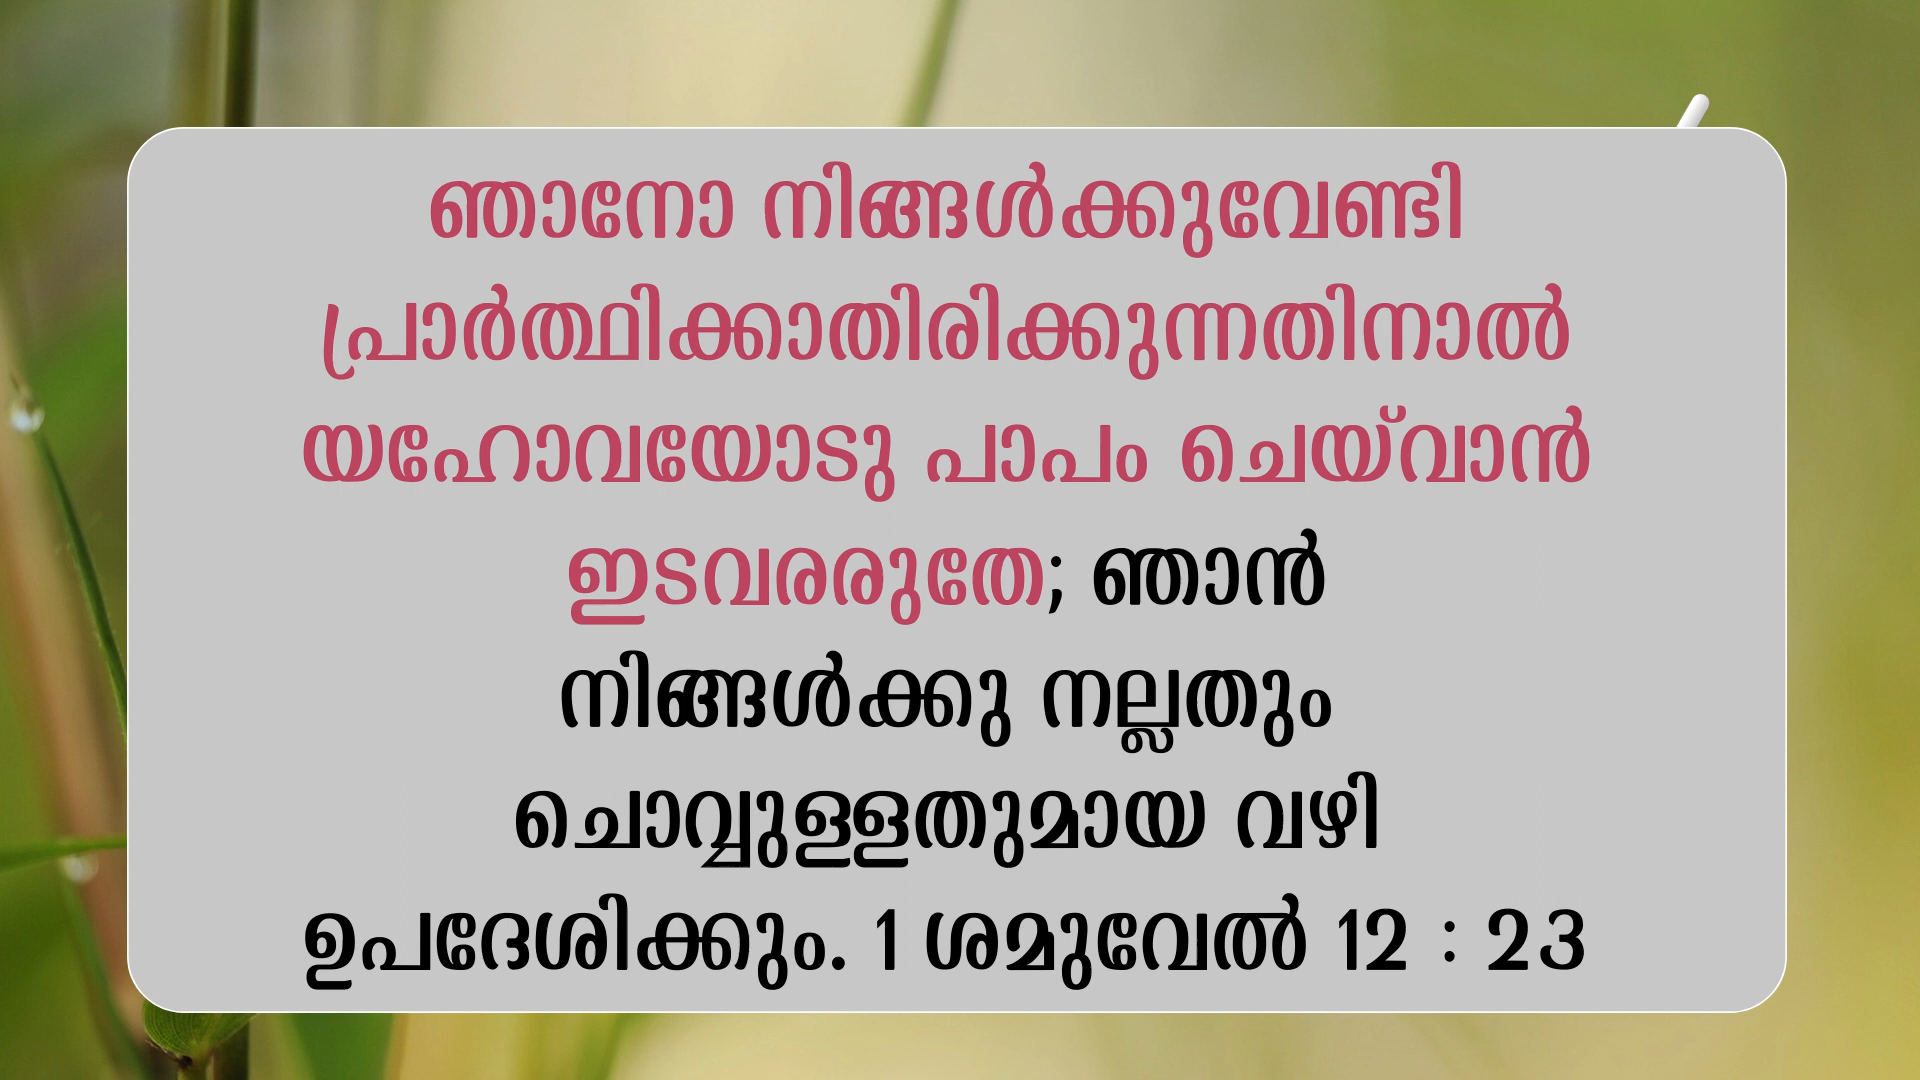 ഞാനോ നിങ്ങൾക്കുവേണ്ടി
പ്രാർത്ഥിക്കാതിരിക്കുന്നതിനാൽ
യഹോവയോടു പാപം ചെയ്‌വാൻ
ഇടവരരുതേ; ഞാൻ
നിങ്ങൾക്കു നല്ലതും
ചൊവ്വുള്ളതുമായ വഴി
ഉപദേശിക്കും. 1 ശമുവേൽ 12 : 23